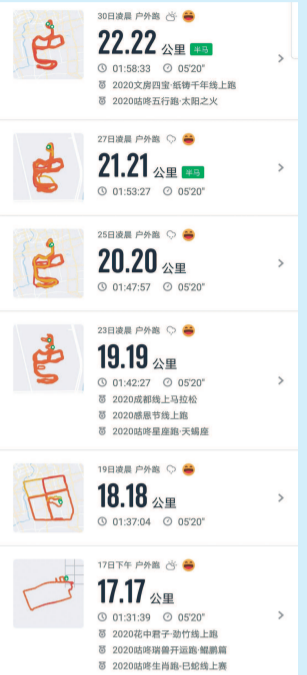 30日凌晨 户外跑
22.22 公里 半马
01:58:33 05'20"
2020文房四宝·纸铸千年线上跑
2020咕咚五行跑·太阳之火
27日凌晨 户外跑
21.21 公里 半马
01:53:27 05'20"
25日凌晨 户外跑
20.20 公里
01:47:57 05'20"
23日凌晨 户外跑
19.19 公里
01:42:27 05'20"
2020成都线上马拉松
2020感恩节线上跑
2020咕咚星座跑·天蝎座
19日凌晨 户外跑
18.18 公里
01:37:04 05'20"
17日下午 户外跑
17.17 公里
01:31:39 05'20"
2020花中君子·劲竹线上跑
2020咕咚瑞兽开运跑·鲲鹏篇
2020咕咚生肖跑·巳蛇线上赛